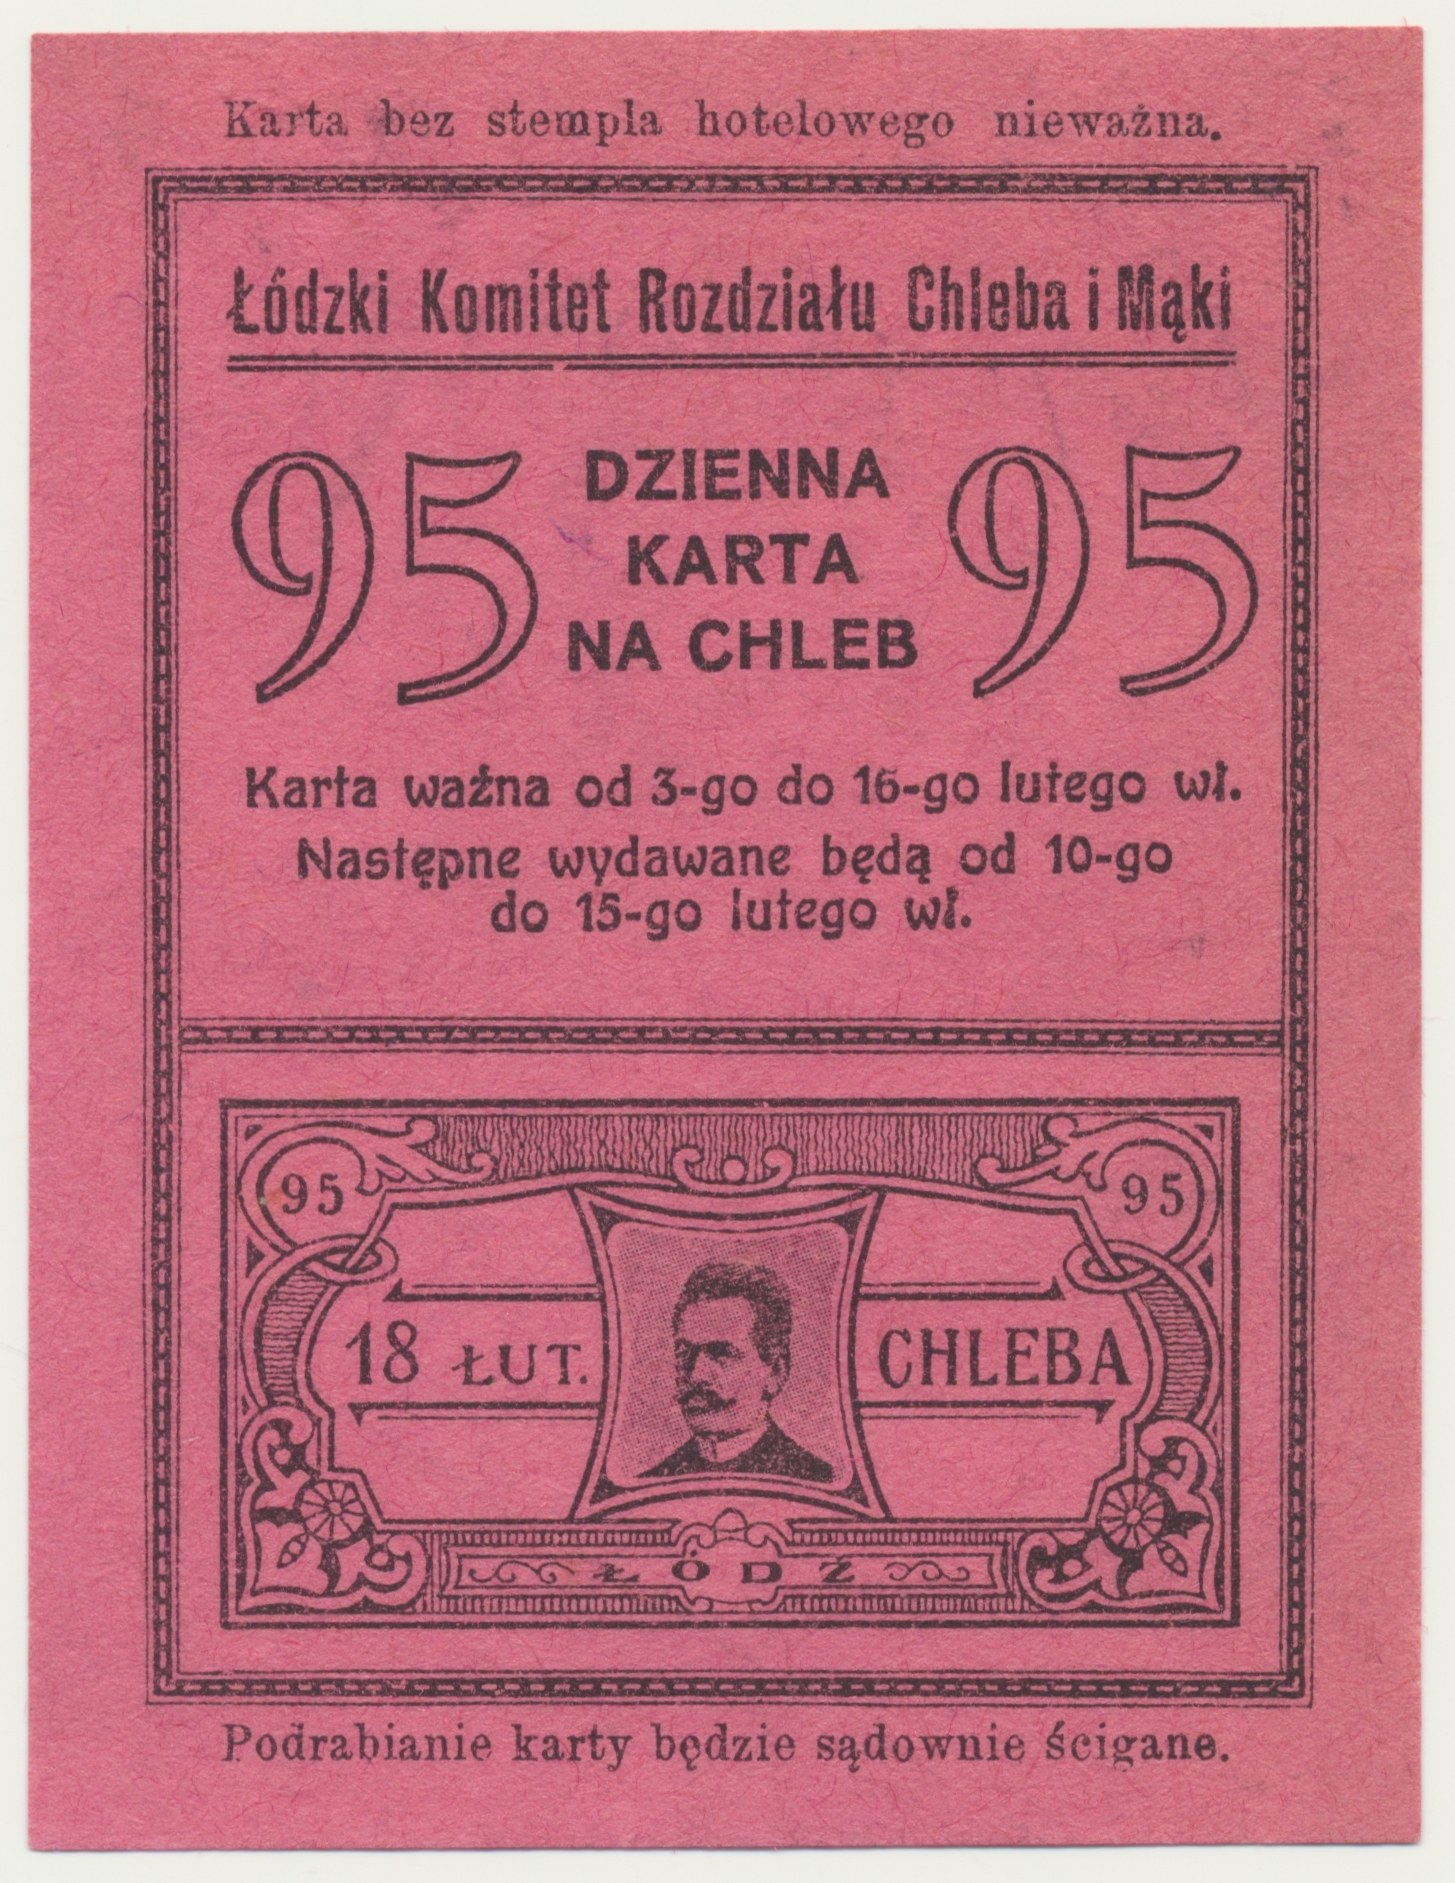 Karta bez stempla hotelowego nieważna.
Łódzki Komitet Rozdziału Chleba i Mąki
95 DZIENNA 95
KARTA
NA CHLEB
Karta ważna od 3-go do 16-go lutego wł.
Następne wydawane będą od 10-go
do 15-go lutego wł.
95 95
18 ŁUT. CHLEBA
ŁÓDŹ
Podrabianie karty będzie sądownie ścigane.